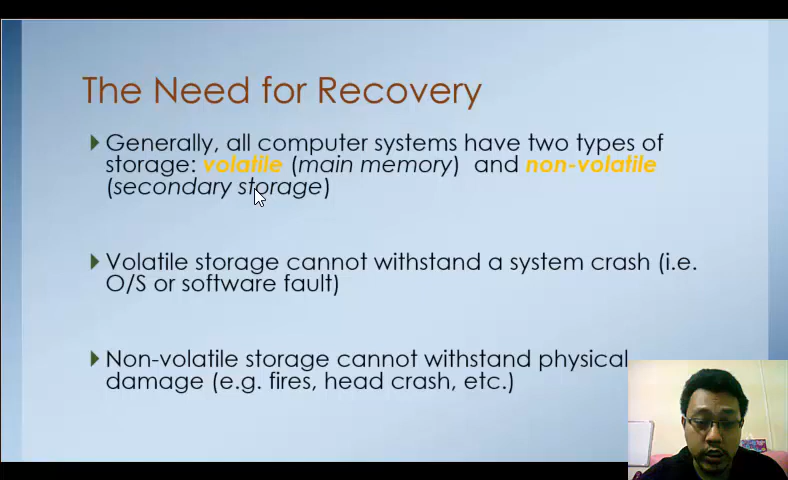 The Need for Recovery
Generally, all computer systems have two types of
storage: volatile (main memory) and non-volatile
(secondary storage)
Volatile storage cannot withstand a system crash (i.e.
O/S or software fault)
Non-volatile storage cannot withstand physical
damage (e.g. fires, head crash, etc.)